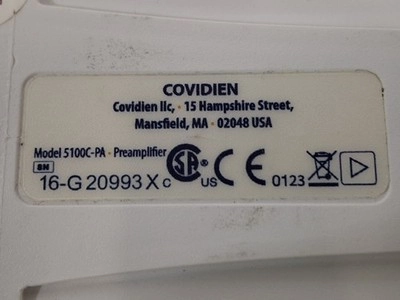 COVIDIEN
Covidien llc, • 15 Hampshire Street,
Mansfield, MA • 02048 USA
Model 5100C-PA • Preamplifier
SN
16-G 20993 X
C SA US CE 0123